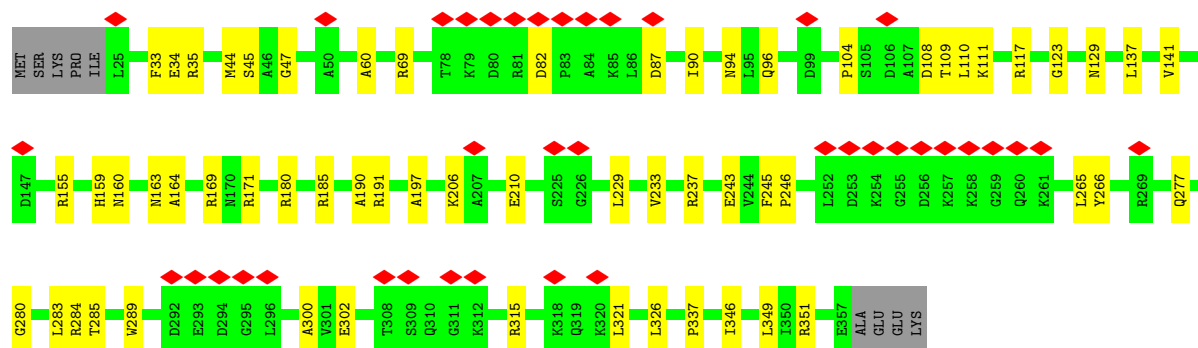 MET SER LYS PRO ILE L25 F33 E34 R35 M44 S45 A46 G47 A50 A60 R69 T78 K79 D80 R81 D82 P83 A84 K85 L86 D87 I90 N94 L95 Q96 D99 P104 S105 D106 A107 D108 T109 L110 K111 R117 G123 N129 L137 V141
D147 R155 H159 N160 N163 A164 R169 N170 R171 R180 R185 A190 R191 A197 K206 A207 E210 S225 G226 L229 V233 R237 E243 V244 F245 P246 L252 D253 K254 G255 D256 K257 K258 G259 Q260 K261 L265 Y266 R269 Q277
G280 L283 R284 T285 W289 D292 E293 D294 G295 L296 A300 V301 E302 T308 S309 Q310 G311 K312 R315 K318 Q319 K320 L321 L326 P337 I346 L349 I350 R351 E357 ALA GLU GLU LYS